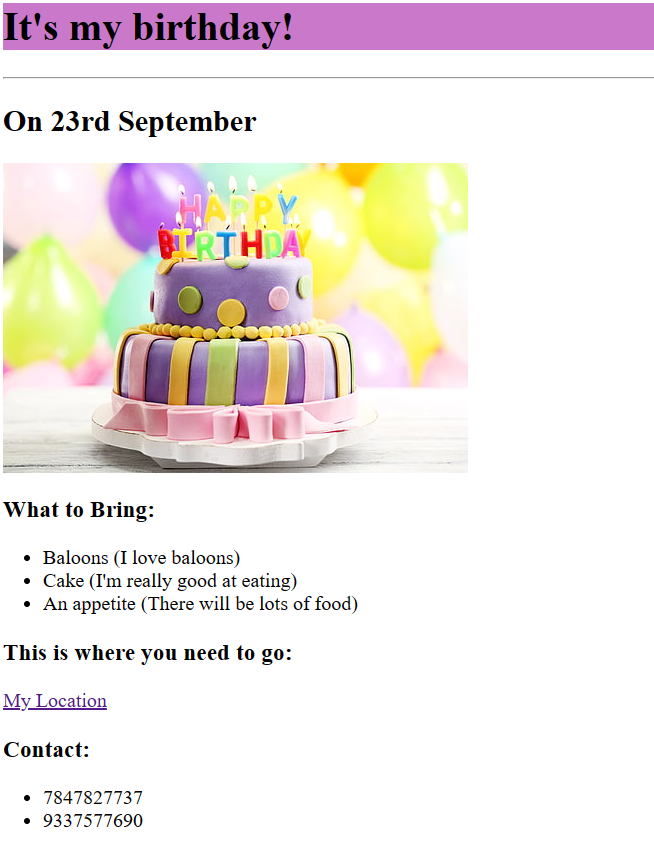 It's my birthday!
On 23rd September
HAPPY
BIRTHDAY
What to Bring:
Baloons (I love baloons)
Cake (I'm really good at eating)
An appetite (There will be lots of food)
This is where you need to go:
My Location
Contact:
7847827737
9337577690